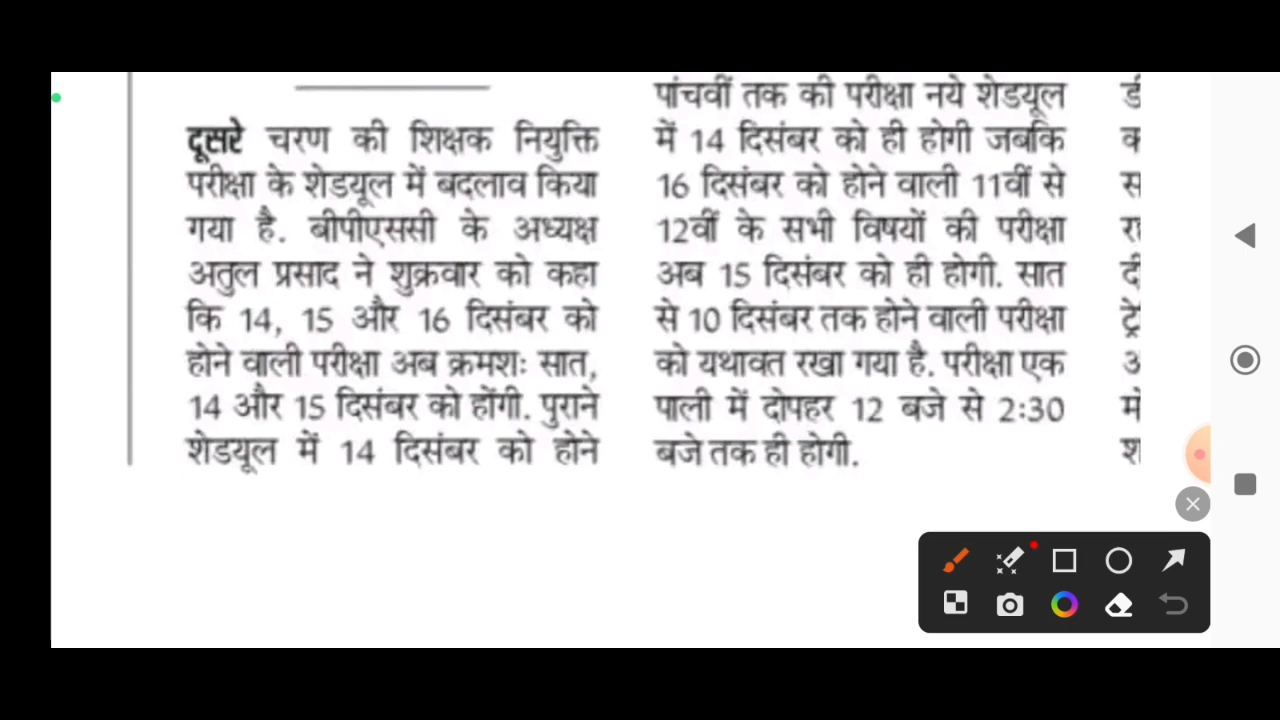 दूसरे चरण की शिक्षक नियुक्ति
परीक्षा के शेडयूल में बदलाव किया
गया है. बीपीएससी के अध्यक्ष
अतुल प्रसाद ने शुक्रवार को कहा
कि 14, 15 और 16 दिसंबर को
होने वाली परीक्षा अब क्रमशः सात,
14 और 15 दिसंबर को होंगी. पुराने
शेडयूल में 14 दिसंबर को होने
पांचवीं तक की परीक्षा नये शेडयूल
में 14 दिसंबर को ही होगी जबकि
16 दिसंबर को होने वाली 11वीं से
12वीं के सभी विषयों की परीक्षा
अब 15 दिसंबर को ही होगी. सात
से 10 दिसंबर तक होने वाली परीक्षा
को यथावत रखा गया है. परीक्षा एक
पाली में दोपहर 12 बजे से 2:30
बजे तक ही होगी.